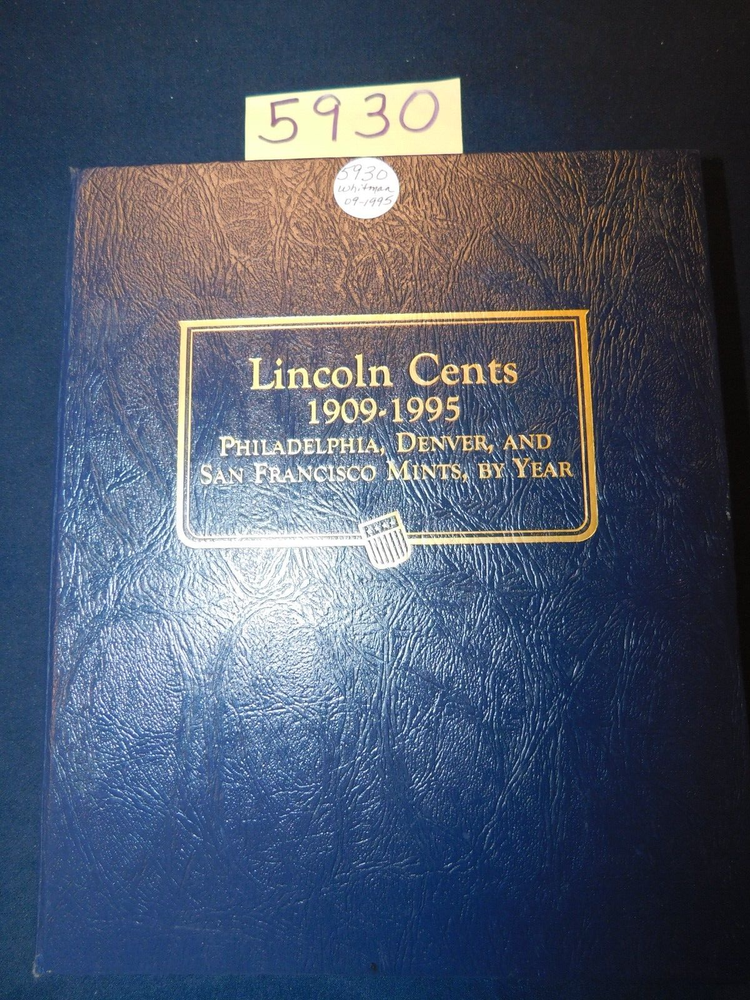 5930
5930
Whitman
09-1995
Lincoln Cents
1909-1995
Philadelphia, Denver, and
San Francisco Mints, by Year